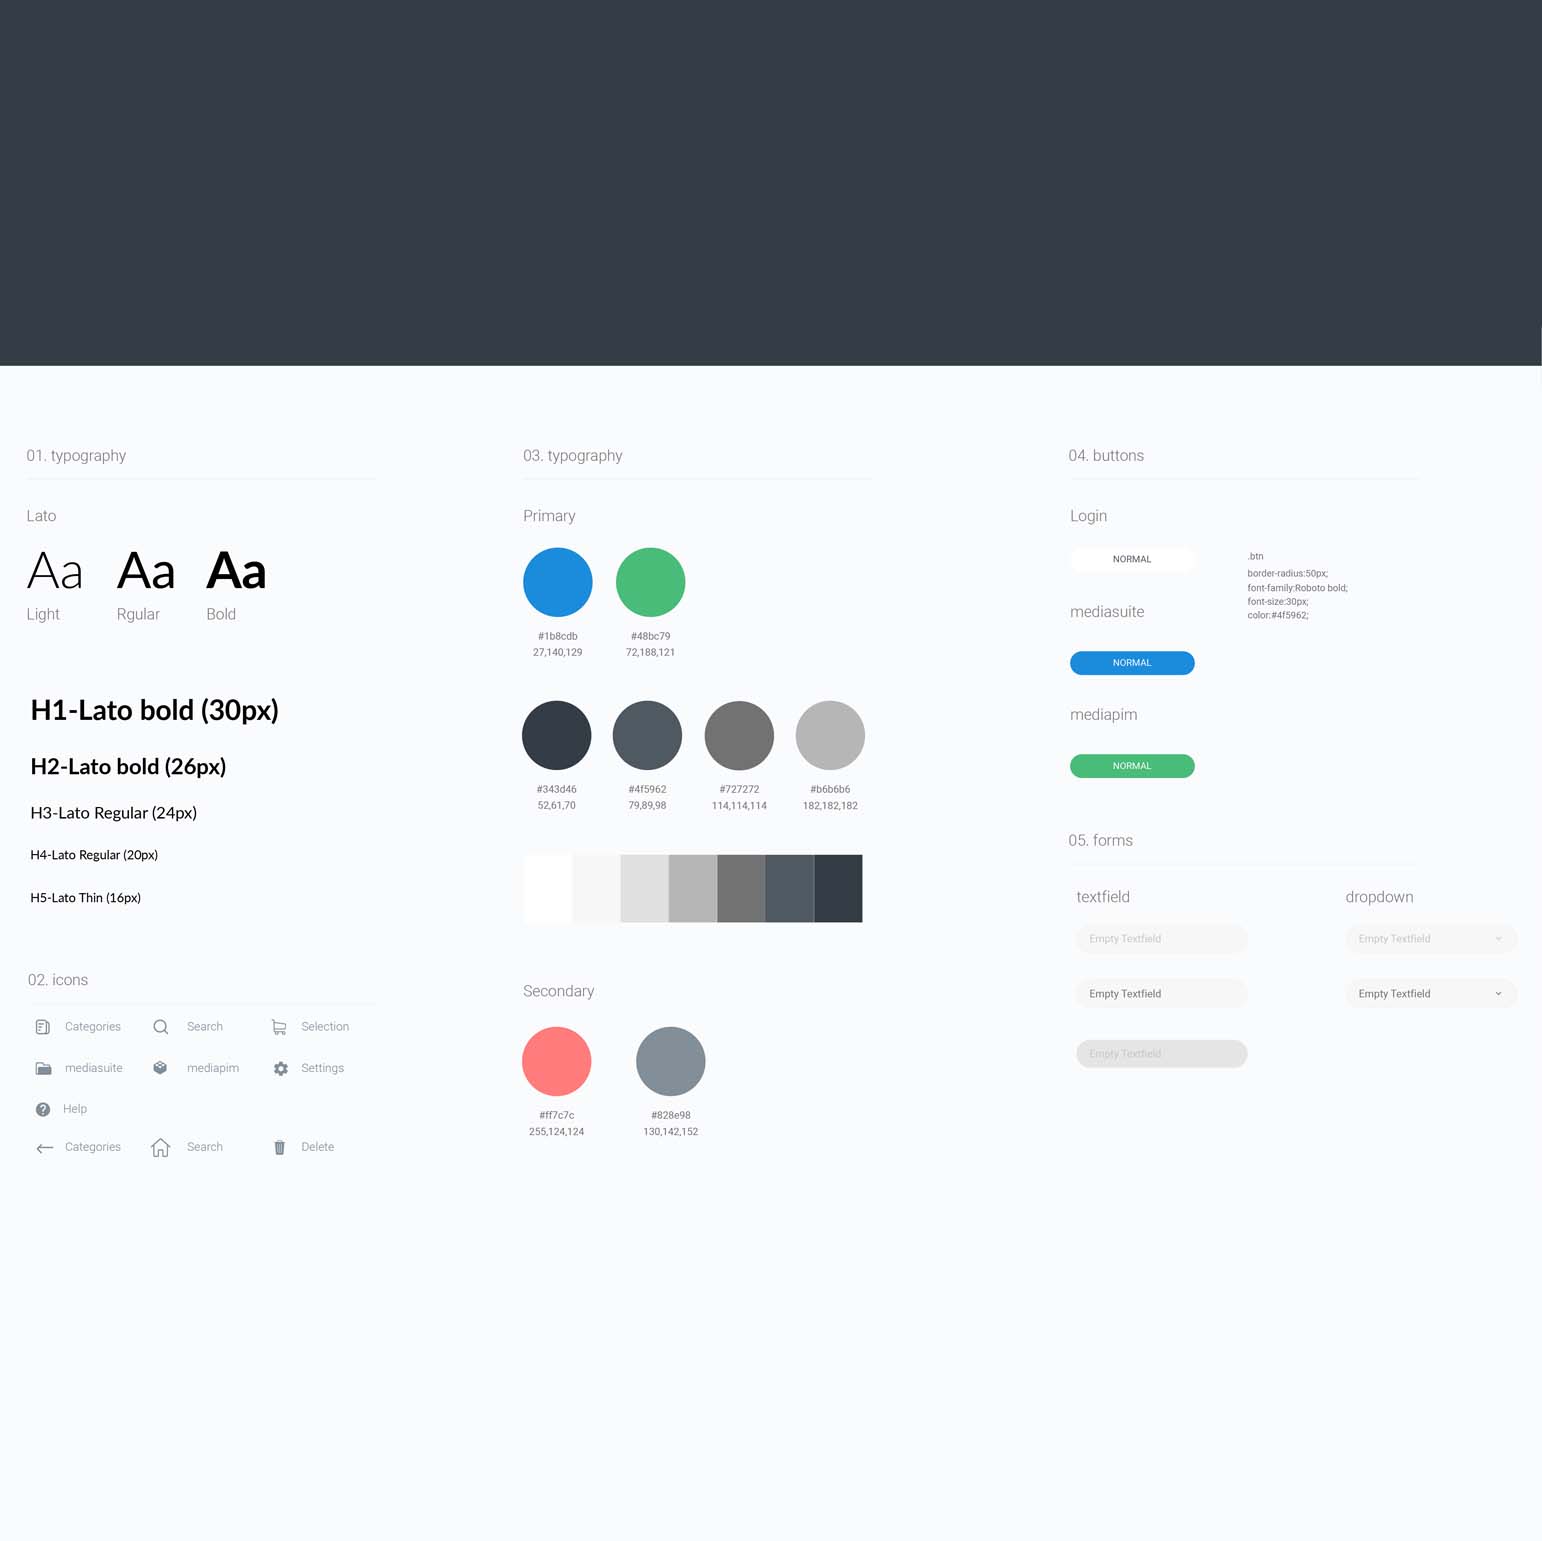 01. typography
Lato
Aa Aa Aa
Light Rgular Bold
H1-Lato bold (30px)
H2-Lato bold (26px)
H3-Lato Regular (24px)
H4-Lato Regular (20px)
H5-Lato Thin (16px)
02. icons
Categories Search Selection
mediasuite mediapim Settings
Help
Categories Search Delete
03. typography
Primary
#1b8cdb #48bc79
27,140,129 72,188,121
#343d46 #4f5962 #727272 #b6b6b6
52,61,70 79,89,98 114,114,114 182,182,182
Secondary
#ff7c7c #828e98
255,124,124 130,142,152
04. buttons
Login
NORMAL
.btn
border-radius:50px;
font-family:Roboto bold;
font-size:30px;
color:#4f5962;
mediasuite
NORMAL
mediapim
NORMAL
05. forms
textfield dropdown
Empty Textfield Empty Textfield
Empty Textfield Empty Textfield
Empty Textfield